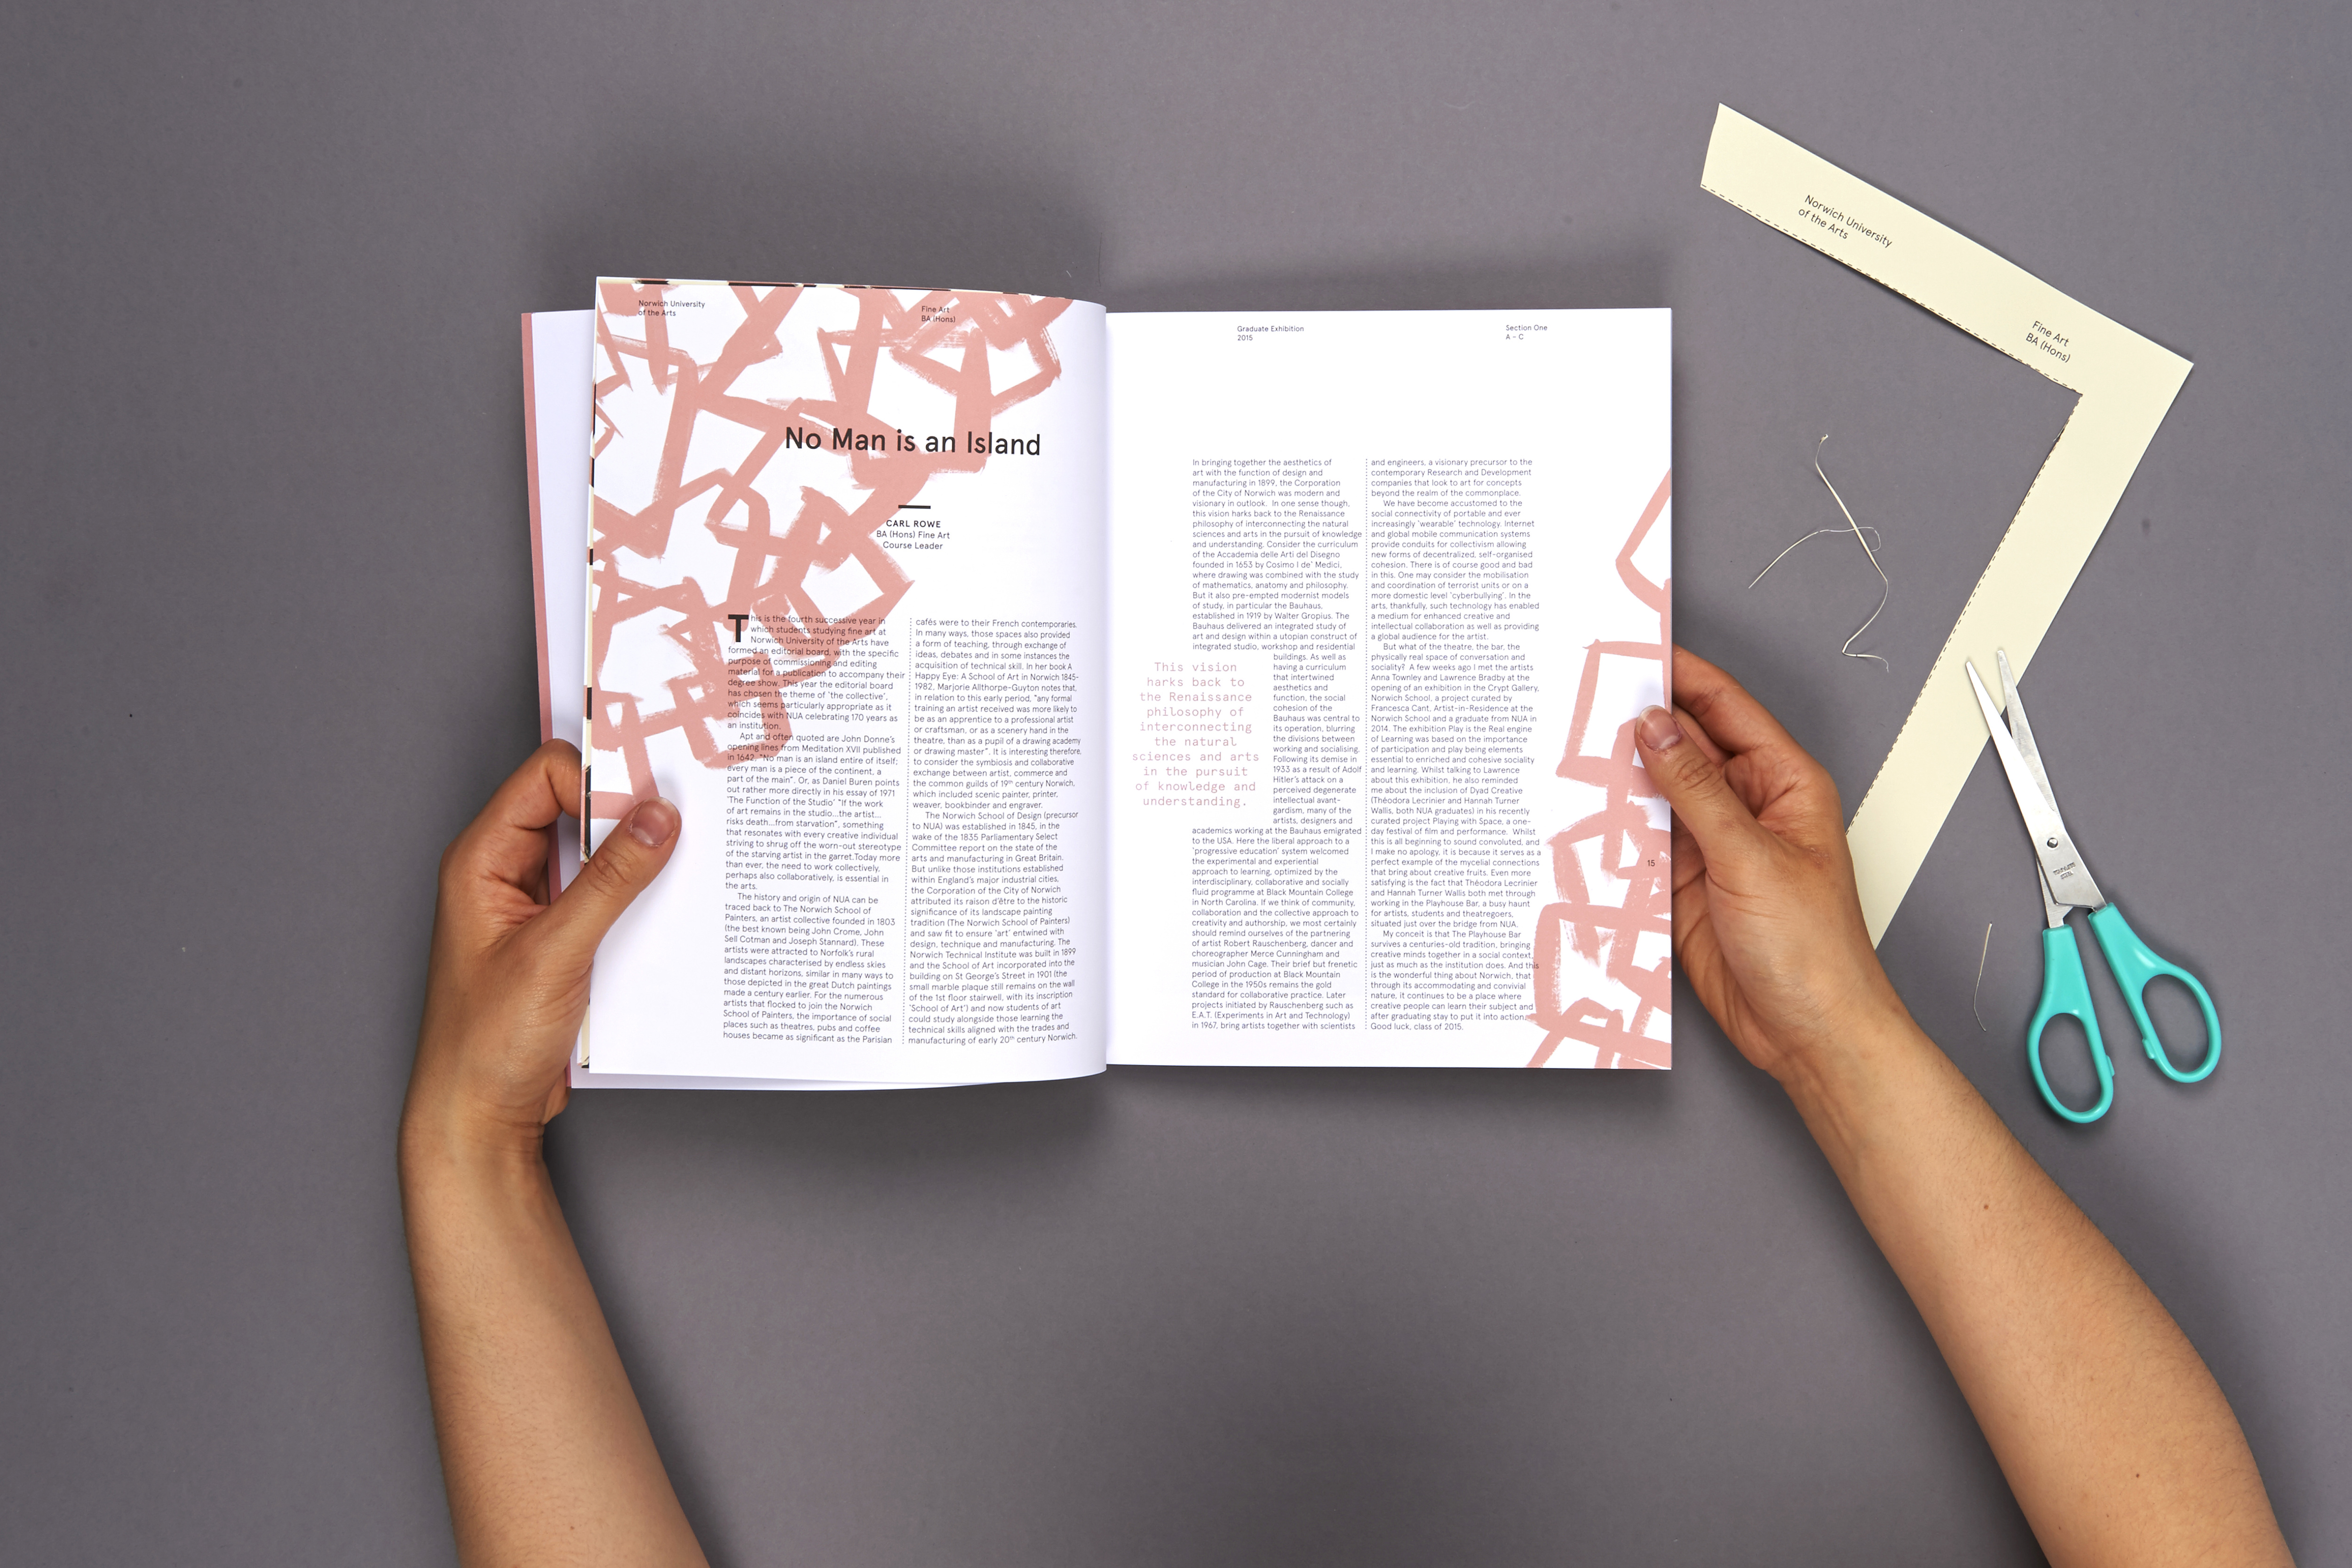 Norwich University
of the Arts
Fine Art
BA (Hons)
No Man is an Island
CARL ROWE
BA (Hons) Fine Art
Course Leader
This is the fourth successive year in
which students studying fine art at
Norwich University of the Arts have
formed an editorial board, with the specific
purpose of commissioning and editing
material for a publication to accompany their
degree show. This year the editorial board
has chosen the theme of 'the collective',
which seems particularly appropriate as it
coincides with NUA celebrating 170 years as
an institution.
Apt and often quoted are John Donne's
opening lines from Meditation XVII published
in 1642, "No man is an island entire of itself;
every man is a piece of the continent, a
part of the main". Or, as Daniel Buren points
out rather more directly in his essay of 1971
'The Function of the Studio' "If the work
of art remains in the studio...the artist...
risks death...from starvation", something
that resonates with every creative individual
striving to shrug off the worn-out stereotype
of the starving artist in the garret.Today more
than ever, the need to work collectively,
perhaps also collaboratively, is essential in
the arts.
The history and origin of NUA can be
traced back to The Norwich School of
Painters, an artist collective founded in 1803
(the best known being John Crome, John
Sell Cotman and Joseph Stannard). These
artists were attracted to Norfolk's rural
landscapes characterised by endless skies
and distant horizons, similar in many ways to
those depicted in the great Dutch paintings
made a century earlier. For the numerous
artists that flocked to join the Norwich
School of Painters, the importance of social
places such as theatres, pubs and coffee
houses became as significant as the Parisian
cafés were to their French contemporaries.
In many ways, those spaces also provided
a form of teaching, through exchange of
ideas, debates and in some instances the
acquisition of technical skill. In her book A
Happy Eye: A School of Art in Norwich 1845-
1982, Marjorie Allthorpe-Guyton notes that,
in relation to this early period, "any formal
training an artist received was more likely to
be as an apprentice to a professional artist
or craftsman, or as a scenery hand in the
theatre, than as a pupil of a drawing academy
or drawing master". It is interesting therefore,
to consider the symbiosis and collaborative
exchange between artist, commerce and
the common guilds of 19th century Norwich,
which included scenic painter, printer,
weaver, bookbinder and engraver.
The Norwich School of Design (precursor
to NUA) was established in 1845, in the
wake of the 1835 Parliamentary Select
Committee report on the state of the
arts and manufacturing in Great Britain.
But unlike those institutions established
within England's major industrial cities,
the Corporation of the City of Norwich
attributed its raison d'être to the historic
significance of its landscape painting
tradition (The Norwich School of Painters)
and saw fit to ensure 'art' entwined with
design, technique and manufacturing. The
Norwich Technical Institute was built in 1899
and the School of Art incorporated into the
building on St George's Street in 1901 (the
small marble plaque still remains on the wall
of the 1st floor stairwell, with its inscription
'School of Art') and now students of art
could study alongside those learning the
technical skills aligned with the trades and
manufacturing of early 20th century Norwich.
Graduate Exhibition
2015
Section One
A – C
In bringing together the aesthetics of
art with the function of design and
manufacturing in 1899, the Corporation
of the City of Norwich was modern and
visionary in outlook. In one sense though,
this vision harks back to the Renaissance
philosophy of interconnecting the natural
sciences and arts in the pursuit of knowledge
and understanding. Consider the curriculum
of the Accademia delle Arti del Disegno
founded in 1653 by Cosimo I de' Medici,
where drawing was combined with the study
of mathematics, anatomy and philosophy.
But it also pre-empted modernist models
of study, in particular the Bauhaus,
established in 1919 by Walter Gropius. The
Bauhaus delivered an integrated study of
art and design within a utopian construct of
integrated studio, workshop and residential
buildings. As well as
having a curriculum
that intertwined
aesthetics and
function, the social
cohesion of the
Bauhaus was central to
its operation, blurring
the divisions between
working and socialising.
Following its demise in
1933 as a result of Adolf
Hitler's attack on a
perceived degenerate
intellectual avant-
gardism, many of the
artists, designers and
academics working at the Bauhaus emigrated
to the USA. Here the liberal approach to a
'progressive education' system welcomed
the experimental and experiential
approach to learning, optimized by the
interdisciplinary, collaborative and socially
fluid programme at Black Mountain College
in North Carolina. If we think of community,
collaboration and the collective approach to
creativity and authorship, we most certainly
should remind ourselves of the partnering
of artist Robert Rauschenberg, dancer and
choreographer Merce Cunningham and
musician John Cage. Their brief but frenetic
period of production at Black Mountain
College in the 1950s remains the gold
standard for collaborative practice. Later
projects initiated by Rauschenberg such as
E.A.T. (Experiments in Art and Technology)
in 1967, bring artists together with scientists
This vision
harks back to
the Renaissance
philosophy of
interconnecting
the natural
sciences and arts
in the pursuit
of knowledge and
understanding.
and engineers, a visionary precursor to the
contemporary Research and Development
companies that look to art for concepts
beyond the realm of the commonplace.
We have become accustomed to the
social connectivity of portable and ever
increasingly 'wearable' technology. Internet
and global mobile communication systems
provide conduits for collectivism allowing
new forms of decentralized, self-organised
cohesion. There is of course good and bad
in this. One may consider the mobilisation
and coordination of terrorist units or on a
more domestic level 'cyberbullying'. In the
arts, thankfully, such technology has enabled
a medium for enhanced creative and
intellectual collaboration as well as providing
a global audience for the artist.
But what of the theatre, the bar, the
physically real space of conversation and
sociality? A few weeks ago I met the artists
Anna Townley and Lawrence Bradby at the
opening of an exhibition in the Crypt Gallery,
Norwich School, a project curated by
Francesca Cant, Artist-in-Residence at the
Norwich School and a graduate from NUA in
2014. The exhibition Play is the Real engine
of Learning was based on the importance
of participation and play being elements
essential to enriched and cohesive sociality
and learning. Whilst talking to Lawrence
about this exhibition, he also reminded
me about the inclusion of Dyad Creative
(Théodora Lecrinier and Hannah Turner
Wallis, both NUA graduates) in his recently
curated project Playing with Space, a one-
day festival of film and performance. Whilst
this is all beginning to sound convoluted, and
I make no apology, it is because it serves as a
perfect example of the mycelial connections
that bring about creative fruits. Even more
satisfying is the fact that Théodora Lecrinier
and Hannah Turner Wallis both met through
working in the Playhouse Bar, a busy haunt
for artists, students and theatregoers,
situated just over the bridge from NUA.
My conceit is that The Playhouse Bar
survives a centuries-old tradition, bringing
creative minds together in a social context,
just as much as the institution does. And this
is the wonderful thing about Norwich, that
through its accommodating and convivial
nature, it continues to be a place where
creative people can learn their subject and
after graduating stay to put it into action.
Good luck, class of 2015.
15
Norwich University
of the Arts
Fine Art
BA (Hons)